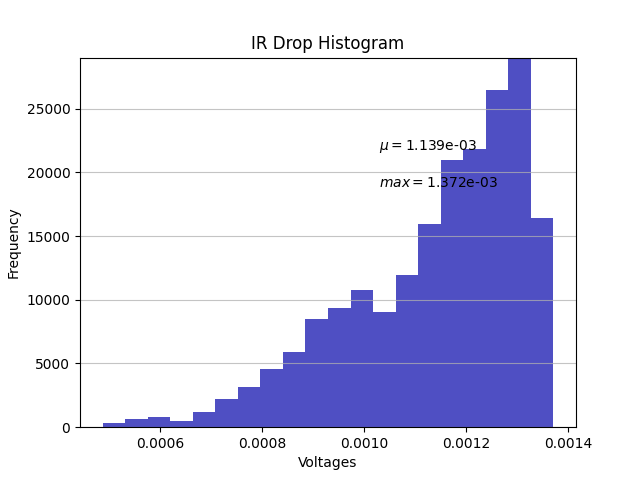 IR Drop Histogram
25000
20000
15000
10000
5000
0
Frequency
μ = 1.139e-03
max = 1.372e-03
0.0006 0.0008 0.0010 0.0012 0.0014
Voltages